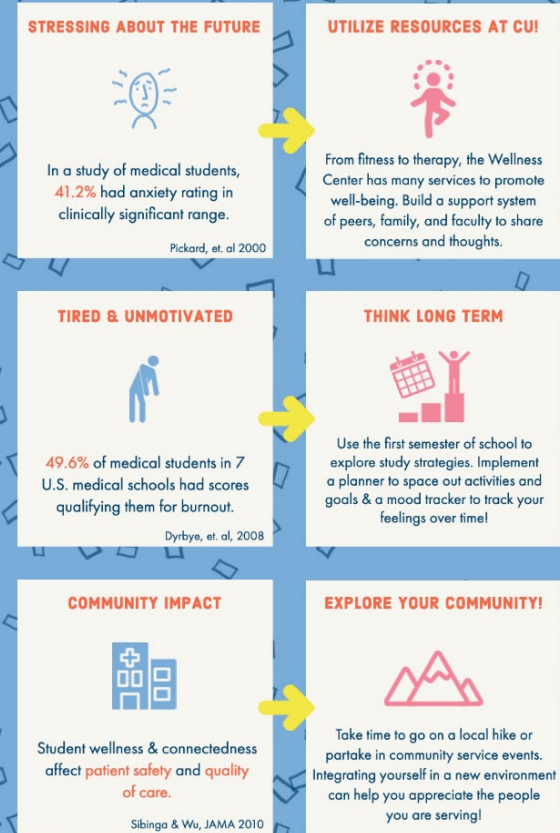 STRESSING ABOUT THE FUTURE
In a study of medical students,
41.2% had anxiety rating in
clinically significant range.
Pickard, et. al 2000
UTILIZE RESOURCES AT CU!
From fitness to therapy, the Wellness
Center has many services to promote
well-being. Build a support system
of peers, family, and faculty to share
concerns and thoughts.
TIRED & UNMOTIVATED
49.6% of medical students in 7
U.S. medical schools had scores
qualifying them for burnout.
Dyrbye, et. al, 2008
THINK LONG TERM
Use the first semester of school to
explore study strategies. Implement
a planner to space out activities and
goals & a mood tracker to track your
feelings over time!
COMMUNITY IMPACT
Student wellness & connectedness
affect patient safety and quality
of care.
Sibinga & Wu, JAMA 2010
EXPLORE YOUR COMMUNITY!
Take time to go on a local hike or
partake in community service events.
Integrating yourself in a new environment
can help you appreciate the people
you are serving!